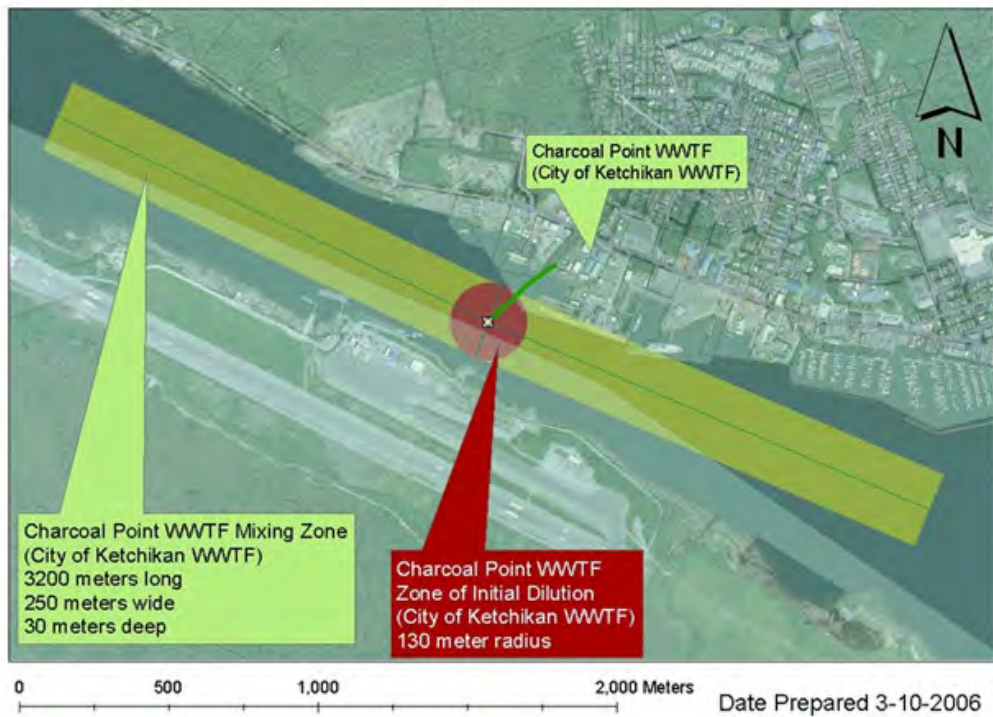 N
Charcoal Point WWTF
(City of Ketchikan WWTF)
Charcoal Point WWTF Mixing Zone
(City of Ketchikan WWTF)
3200 meters long
250 meters wide
30 meters deep
Charcoal Point WWTF
Zone of Initial Dilution
(City of Ketchikan WWTF)
130 meter radius
0 500 1,000 2,000 Meters
Date Prepared 3-10-2006